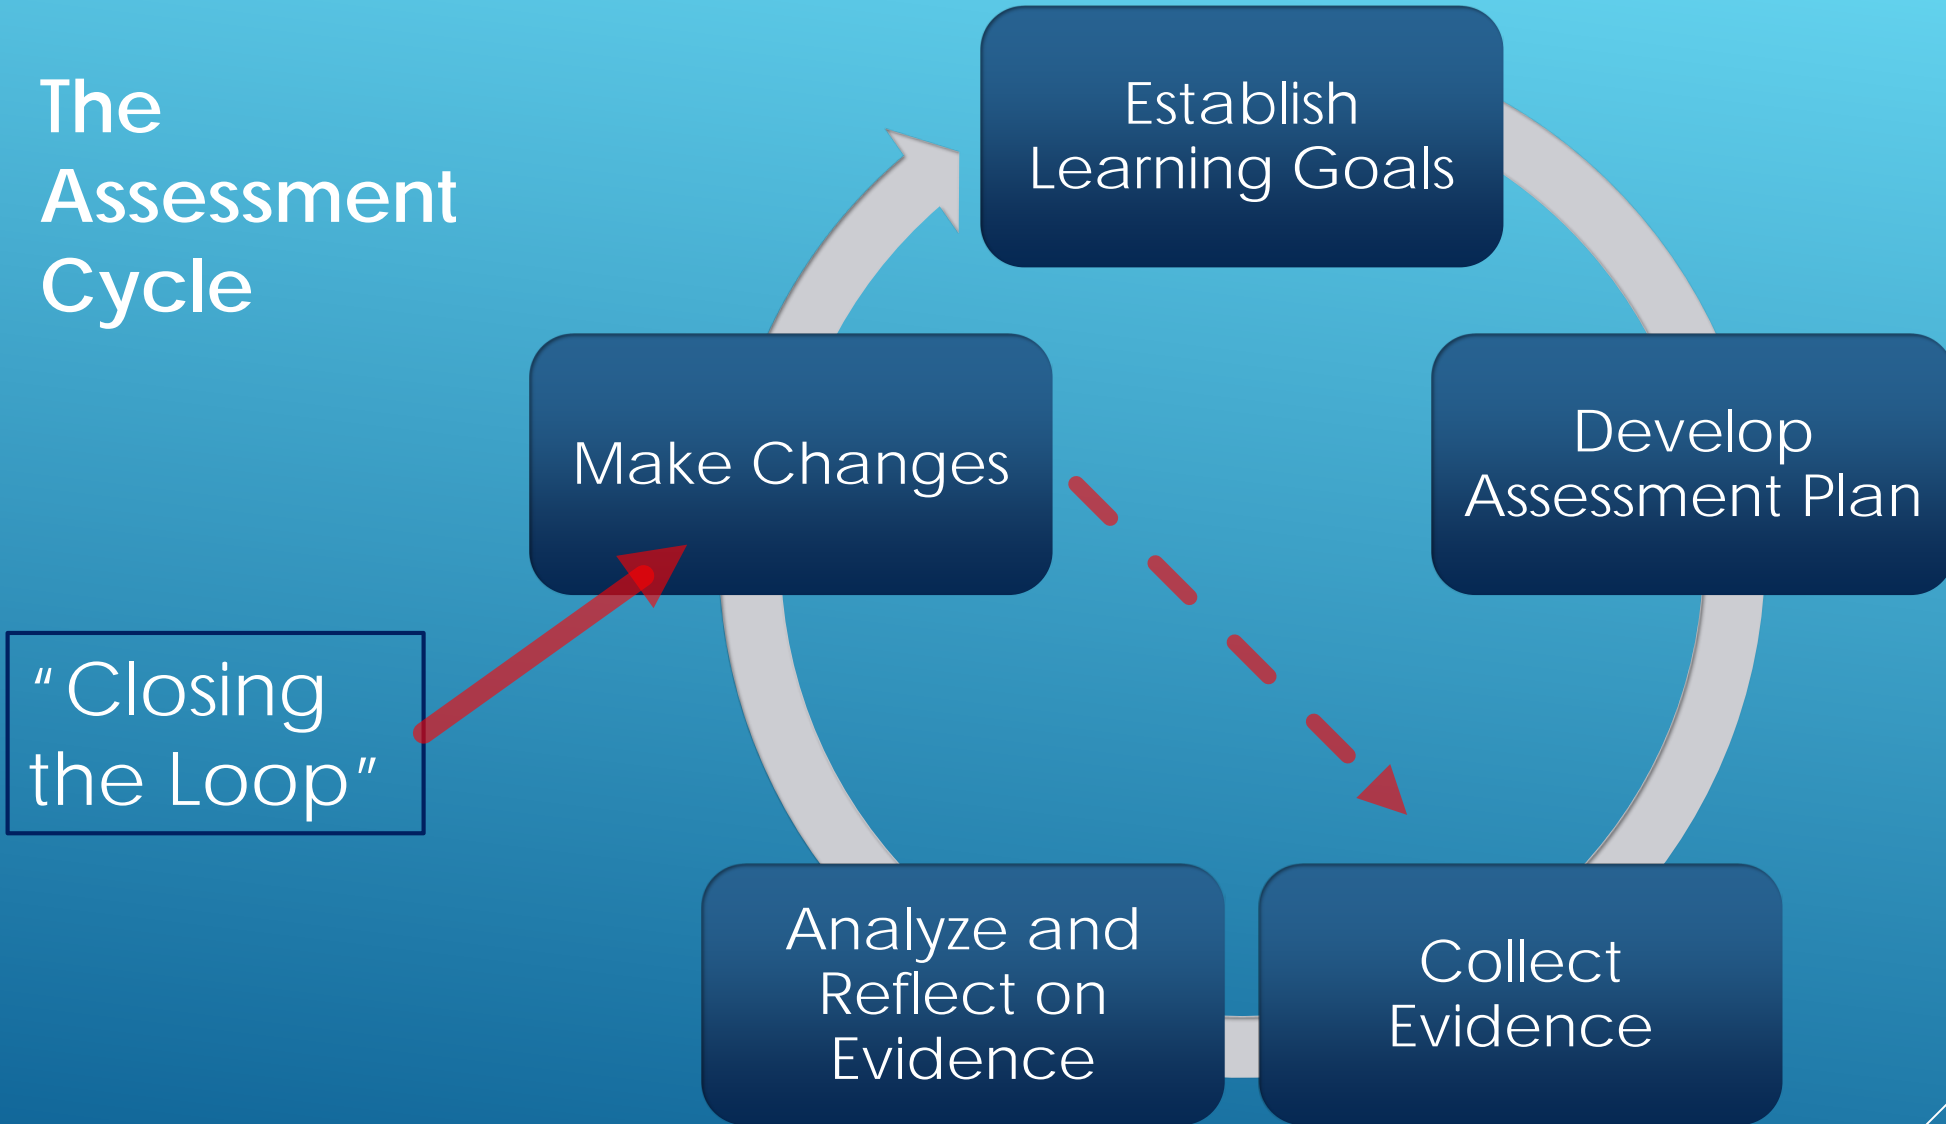 The
Assessment
Cycle
Establish
Learning Goals
Develop
Assessment Plan
Make Changes
“Closing
the Loop”
Analyze and
Reflect on
Evidence
Collect
Evidence